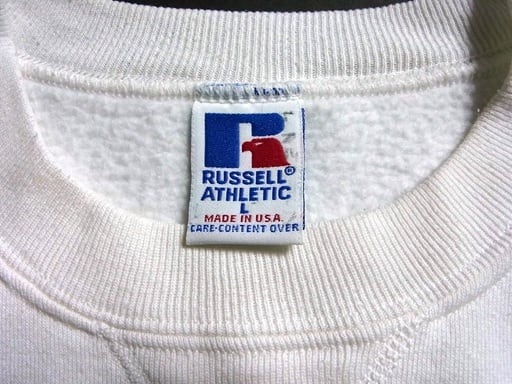 RUSSELL®
ATHLETIC
L
MADE IN U.S.A.
CARE-CONTENT OVER